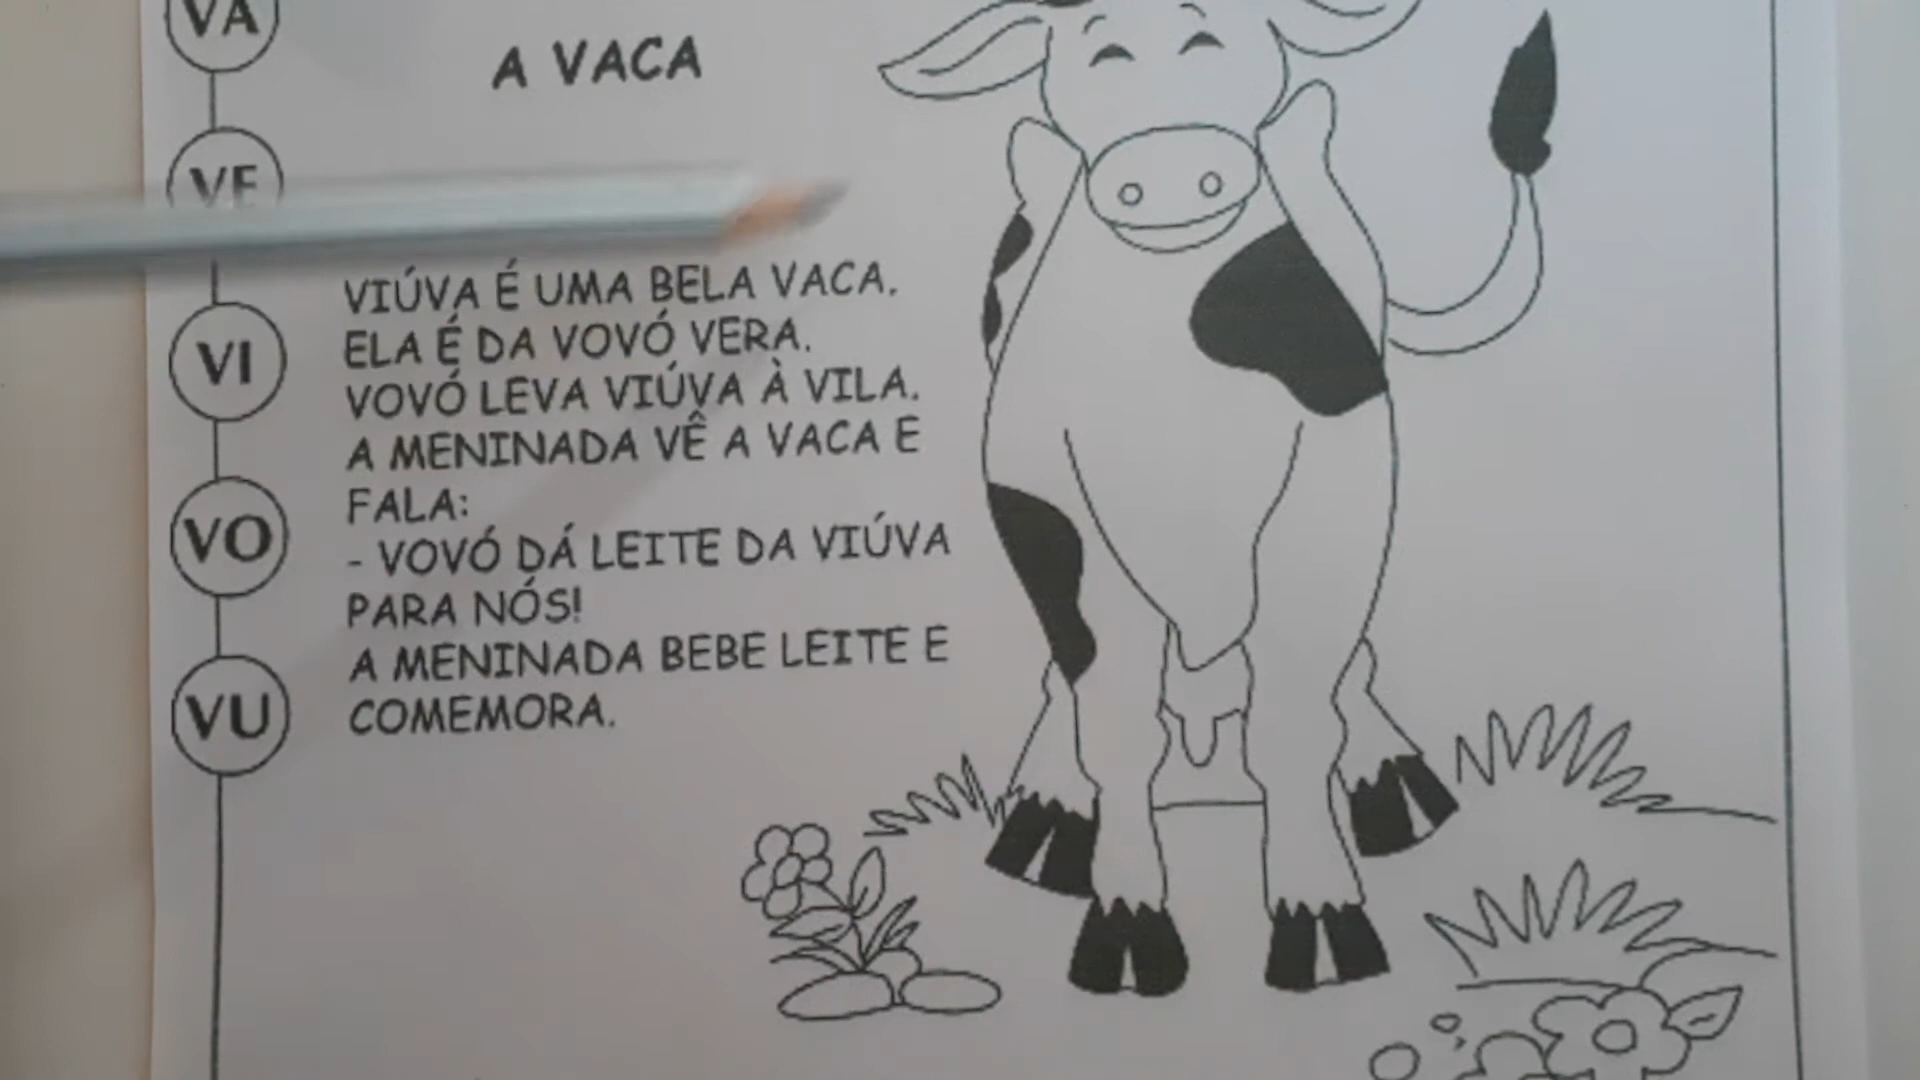 VA
A VACA
VE
VIÚVA É UMA BELA VACA.
ELA É DA VOVÓ VERA.
VI
VOVÓ LEVA VIÚVA À VILA.
A MENINADA VÊ A VACA E
FALA:
VO
- VOVÓ DÁ LEITE DA VIÚVA
PARA NÓS!
A MENINADA BEBE LEITE E
VU
COMEMORA.